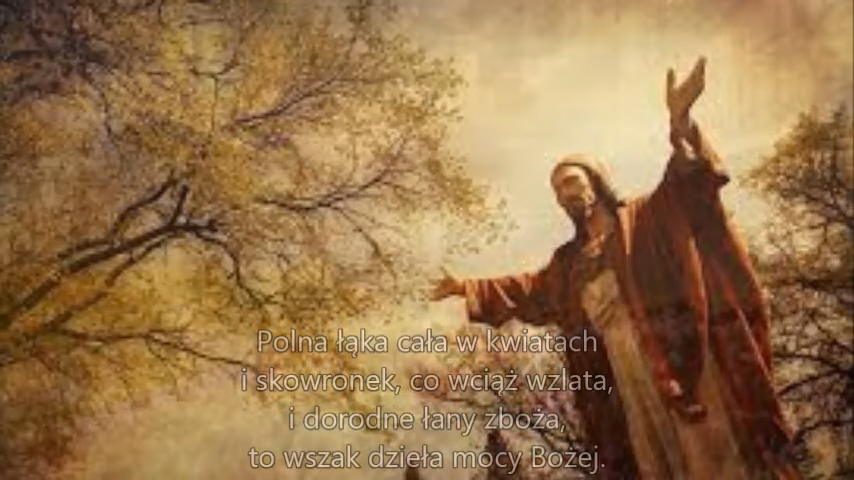 Polna łąka cała w kwiatach
i skowronek, co wciąż wzlata,
i dorodne łany zboża,
to wszak dzieła mocy Bożej.